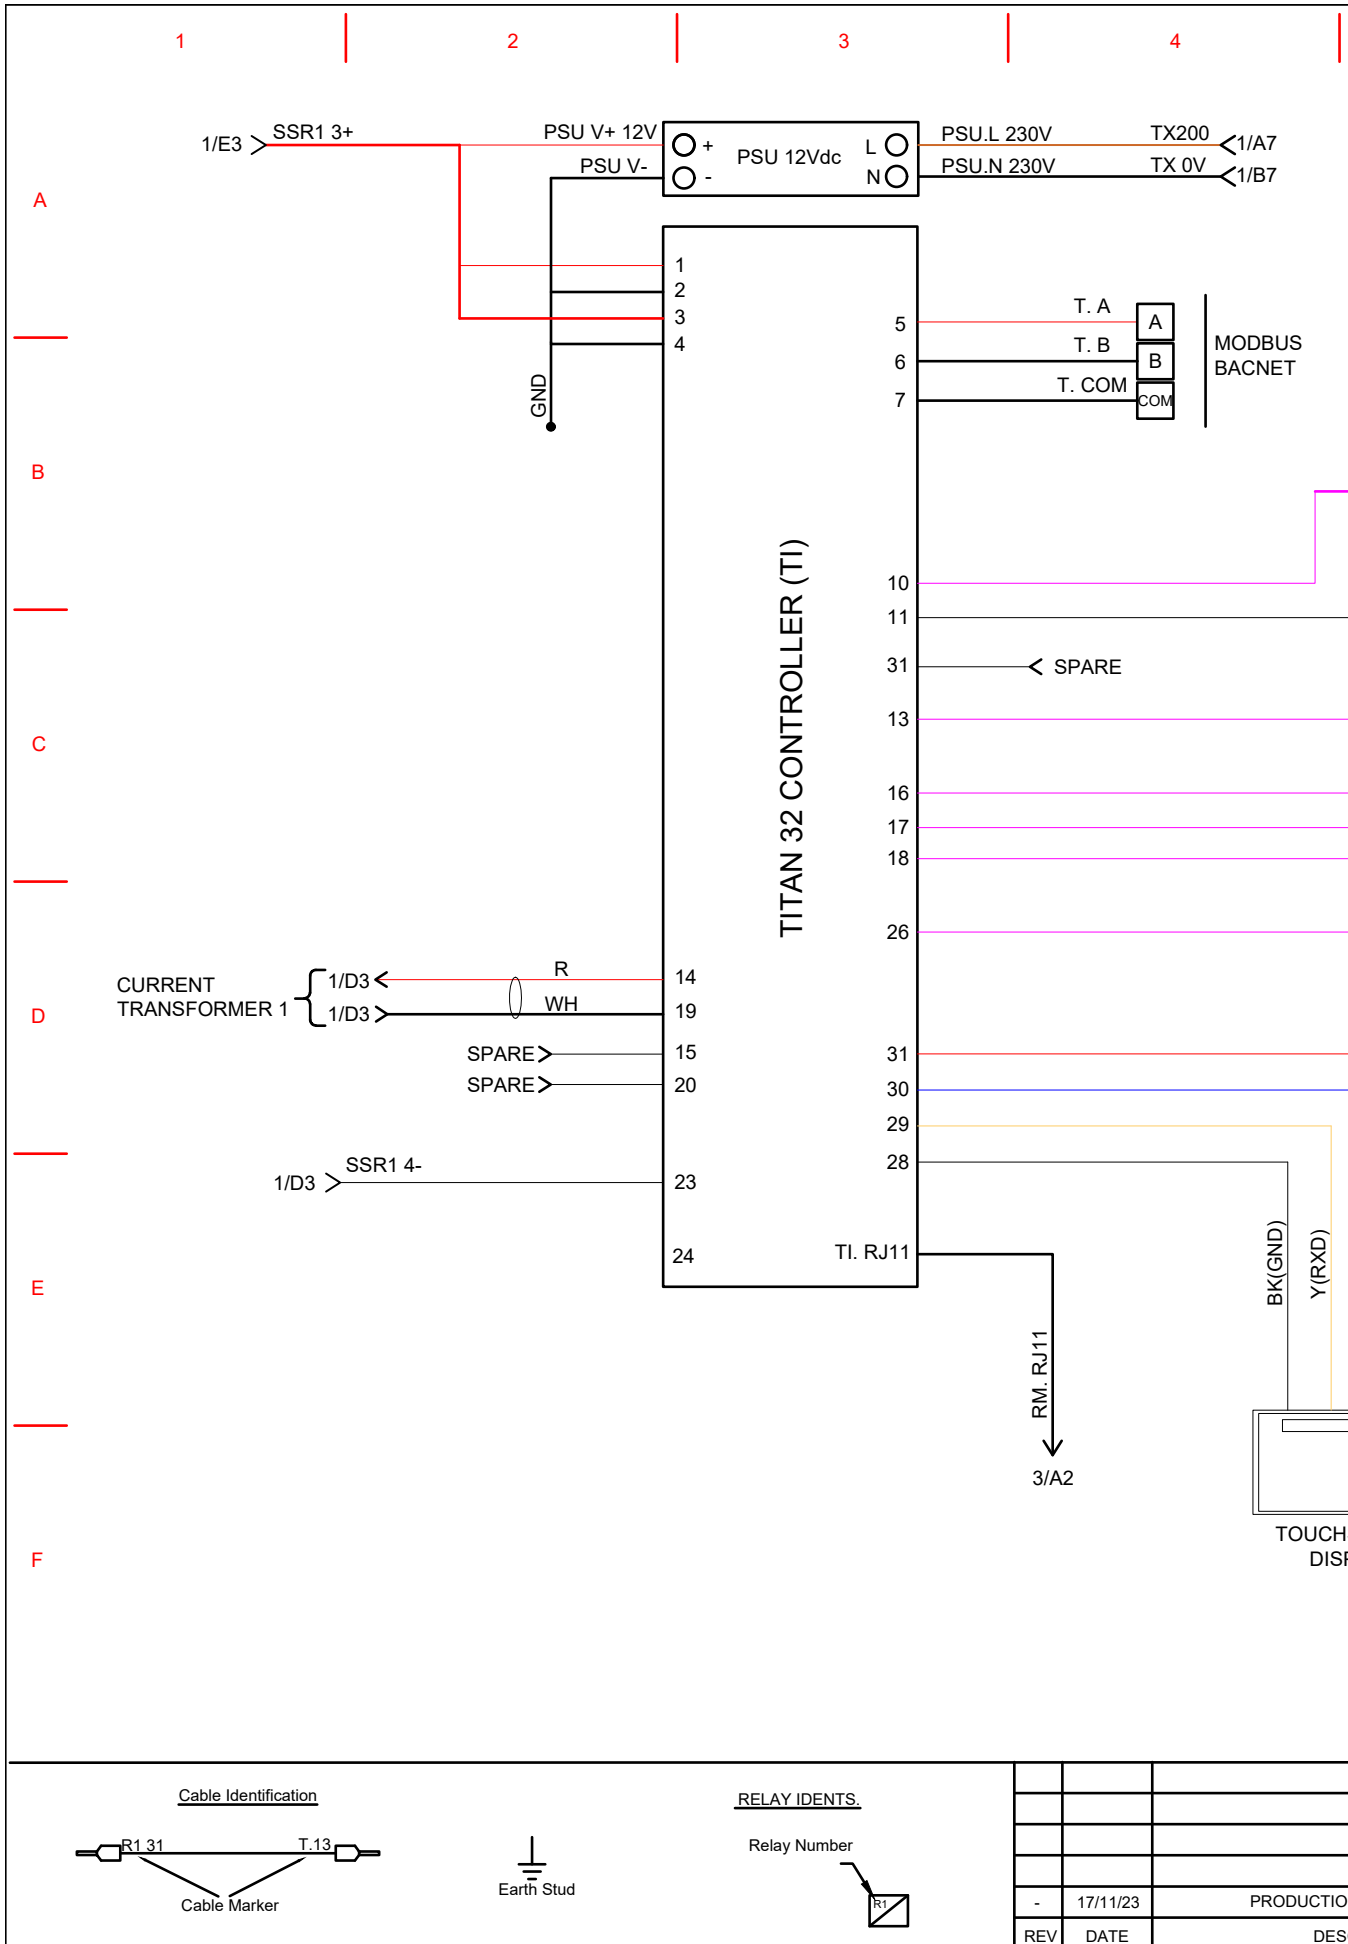 1
2
3
4
1/E3
SSR1 3+
PSU V+ 12V
+
PSU 12Vdc
L
PSU.L 230V
TX200
1/A7
PSU V-
-
N
PSU.N 230V
TX 0V
1/B7
A
1
2
3
4
5
T. A
A
6
T. B
B
7
T. COM
COM
MODBUS
BACNET
GND
B
TITAN 32 CONTROLLER (TI)
10
11
31
SPARE
13
C
16
17
18
26
CURRENT
TRANSFORMER 1
1/D3
R
14
1/D3
WH
19
D
SPARE
15
SPARE
20
31
30
29
28
1/D3
SSR1 4-
23
24
TI. RJ11
E
BK(GND)
Y(RXD)
RM. RJ11
3/A2
TOUCH
DISP
F
Cable Identification
R1 31
T.13
Cable Marker
Earth Stud
RELAY IDENTS.
Relay Number
R1
-
17/11/23
PRODUCTIO
REV
DATE
DES